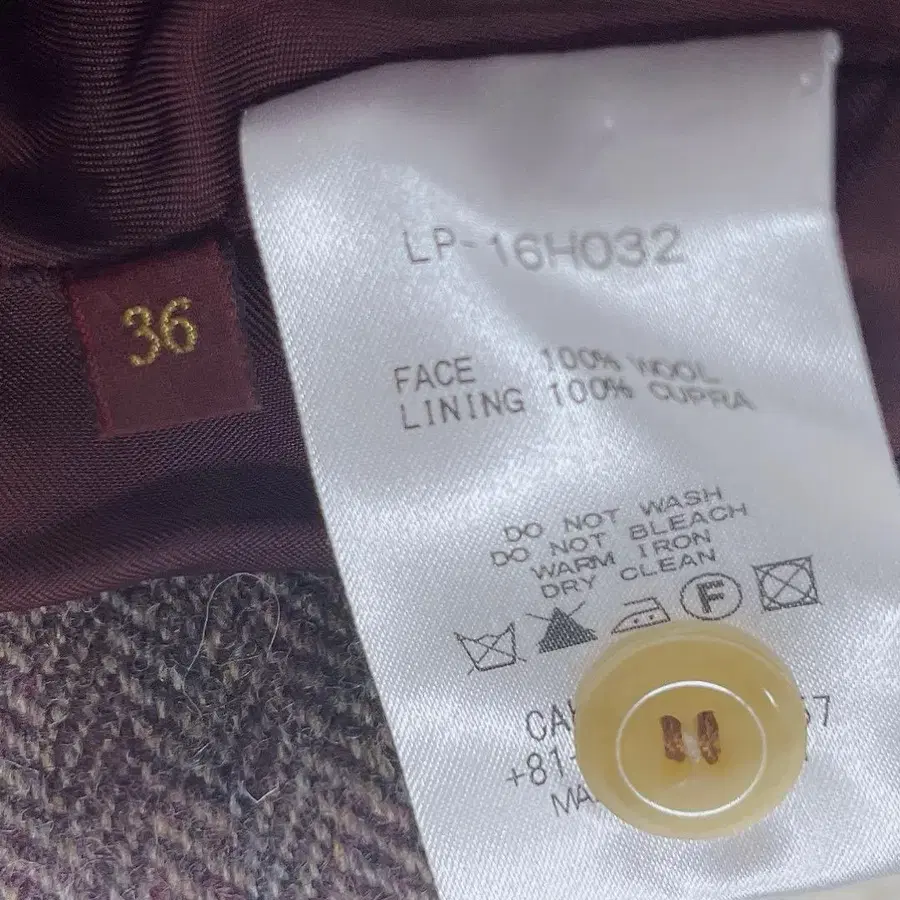 36
LP-16H032
FACE 100% WOOL
LINING 100% CUPRA
DO NOT WASH
DO NOT BLEACH
WARM IRON
DRY CLEAN
F
+81